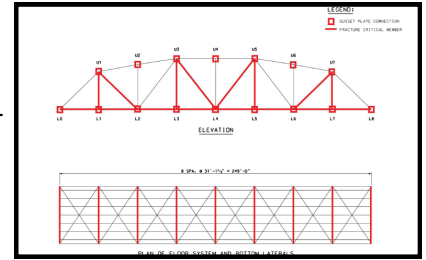 LEGEND:
GUSSET PLATE CONNECTION
FRACTURE CRITICAL MEMBER
U1 U2 U3 U4 U5 U6 U7
L0 L1 L2 L3 L4 L5 L6 L7 L8
ELEVATION
8 SPA. @ 31'-1½" = 249'-0"
PLAN OF FLOOR SYSTEM AND BOTTOM LATERALS